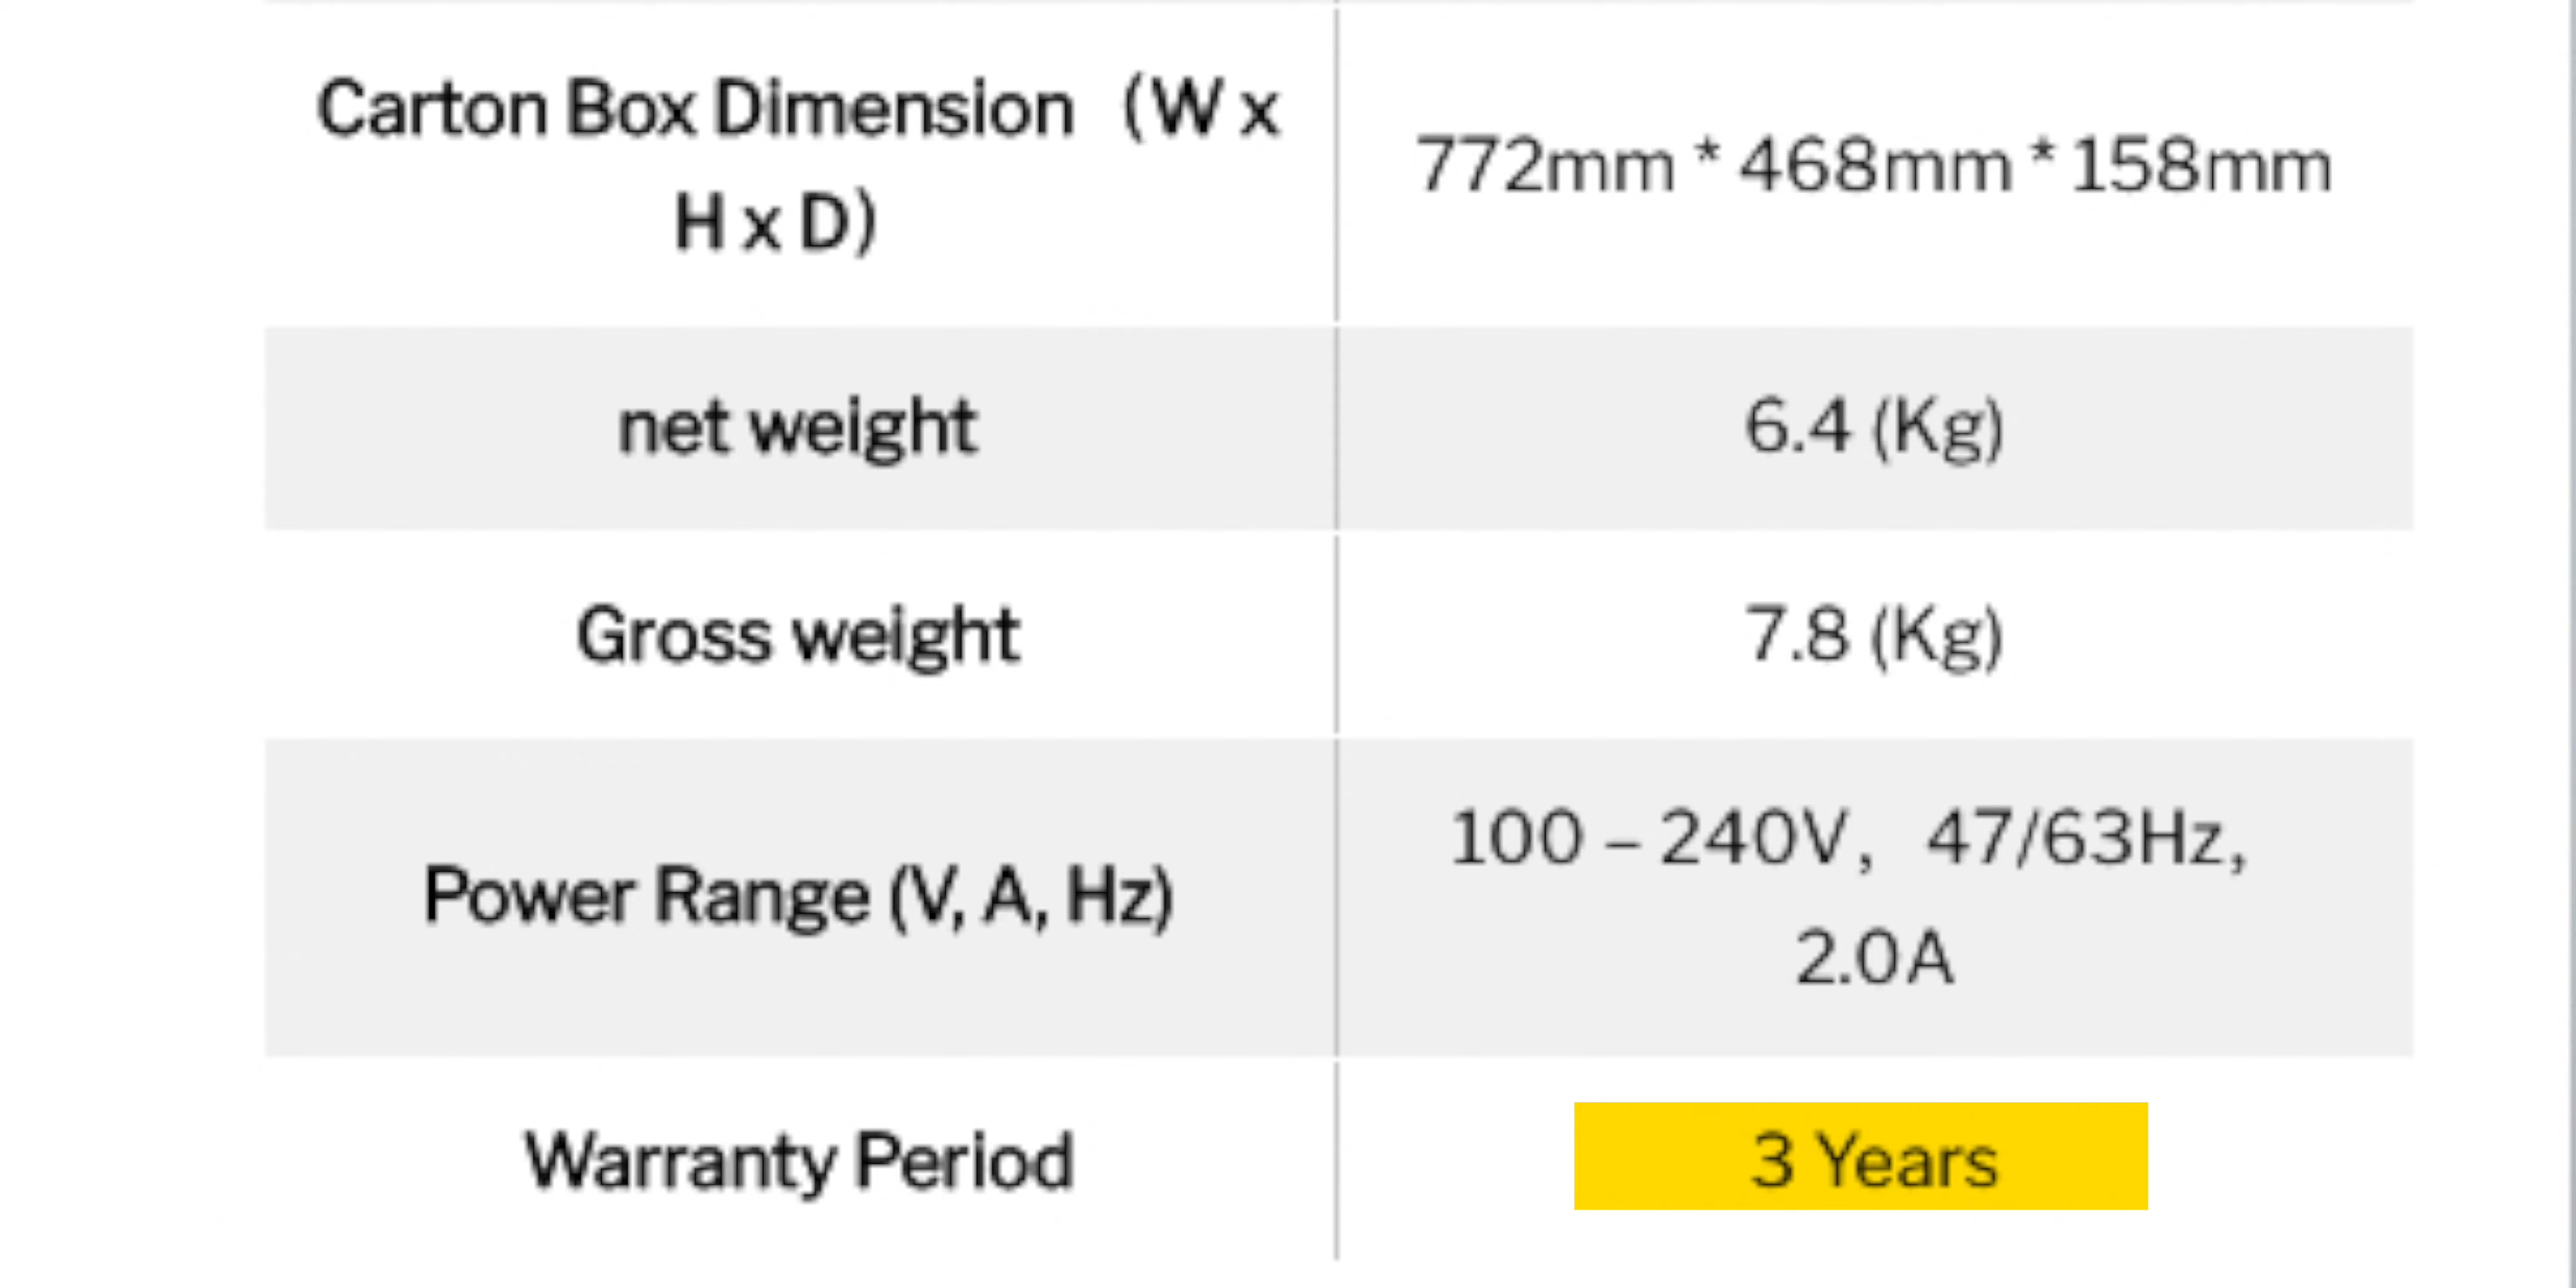 Carton Box Dimension（W x
H x D)
772mm * 468mm * 158mm
net weight
6.4 (Kg)
Gross weight
7.8 (Kg)
Power Range (V, A, Hz)
100 – 240V，47/63Hz,
2.0A
Warranty Period
3 Years